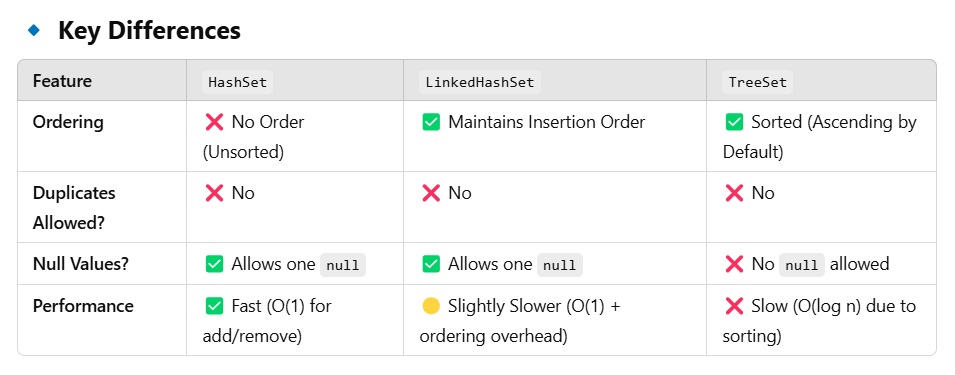 Key Differences
Feature HashSet LinkedHashSet TreeSet
Ordering ❌ No Order ✅ Maintains Insertion Order ✅ Sorted (Ascending by
(Unsorted) Default)
Duplicates ❌ No ❌ No ❌ No
Allowed?
Null Values? ✅ Allows one null ✅ Allows one null ❌ No null allowed
Performance ✅ Fast (O(1) for 🟡 Slightly Slower (O(1) + ❌ Slow (O(log n) due to
add/remove) ordering overhead) sorting)